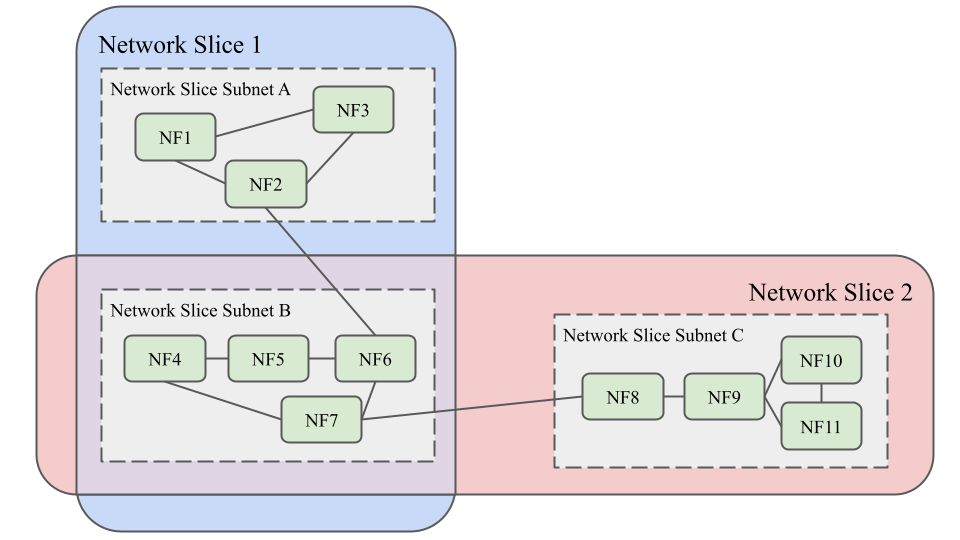 Network Slice 1
Network Slice Subnet A
NF3
NF1
NF2
Network Slice 2
Network Slice Subnet B
NF4
NF5
NF6
NF7
Network Slice Subnet C
NF10
NF8
NF9
NF11